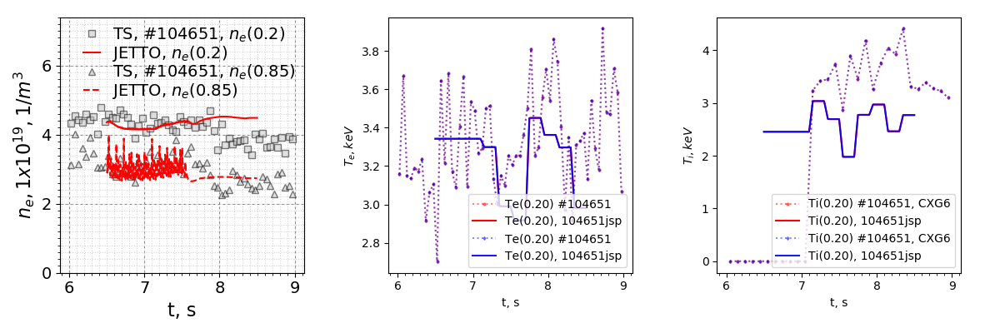 TS, #104651, n_e(0.2)
JETTO, n_e(0.2)
TS, #104651, n_e(0.85)
JETTO, n_e(0.85)
n_e, 1x10^19, 1/m^3
6
4
2
0
6 7 8 9
t, s
T_e, keV
3.8
3.6
3.4
3.2
3.0
2.8
Te(0.20) #104651
Te(0.20), 104651jsp
Te(0.20) #104651
Te(0.20), 104651jsp
6 7 8 9
t, s
T_i, keV
4
3
2
1
0
Ti(0.20) #104651, CXG6
Ti(0.20), 104651jsp
Ti(0.20) #104651, CXG6
Ti(0.20), 104651jsp
6 7 8 9
t, s